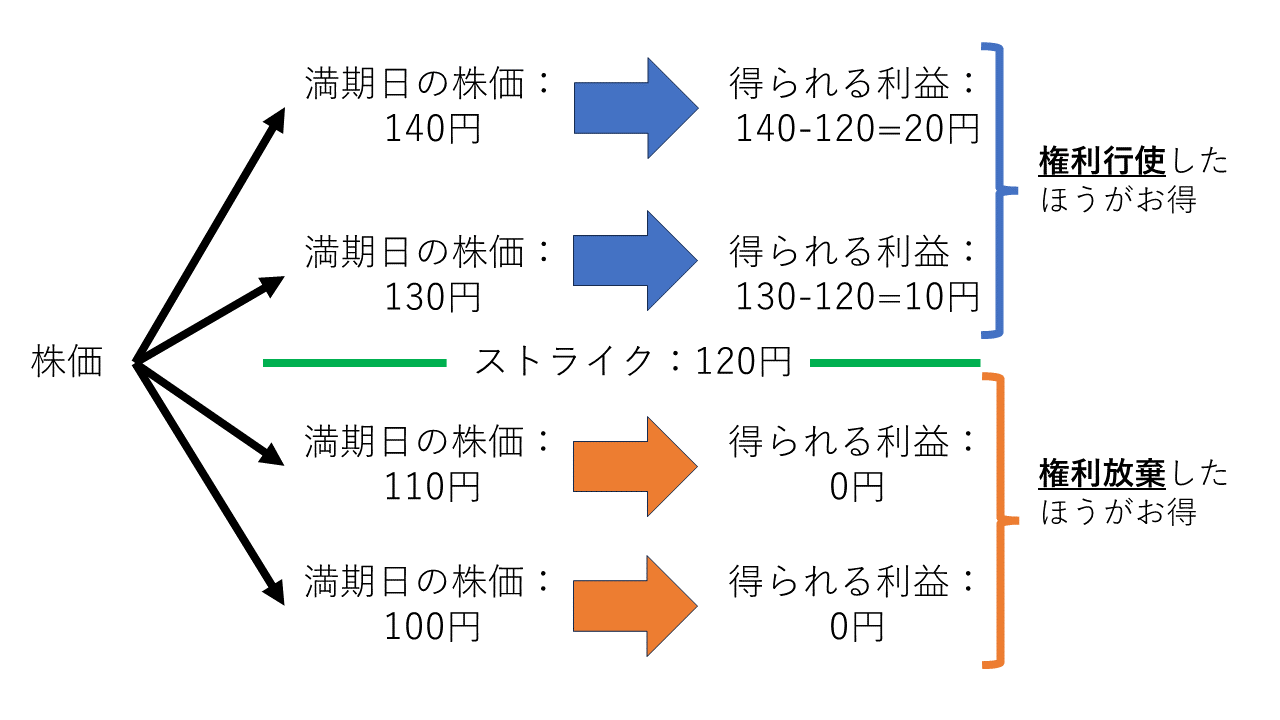 満期日の株価：
140円
得られる利益：
140-120=20円
権利行使した
ほうがお得
満期日の株価：
130円
得られる利益：
130-120=10円
株価
ストライク：120円
満期日の株価：
110円
得られる利益：
0円
権利放棄した
ほうがお得
満期日の株価：
100円
得られる利益：
0円